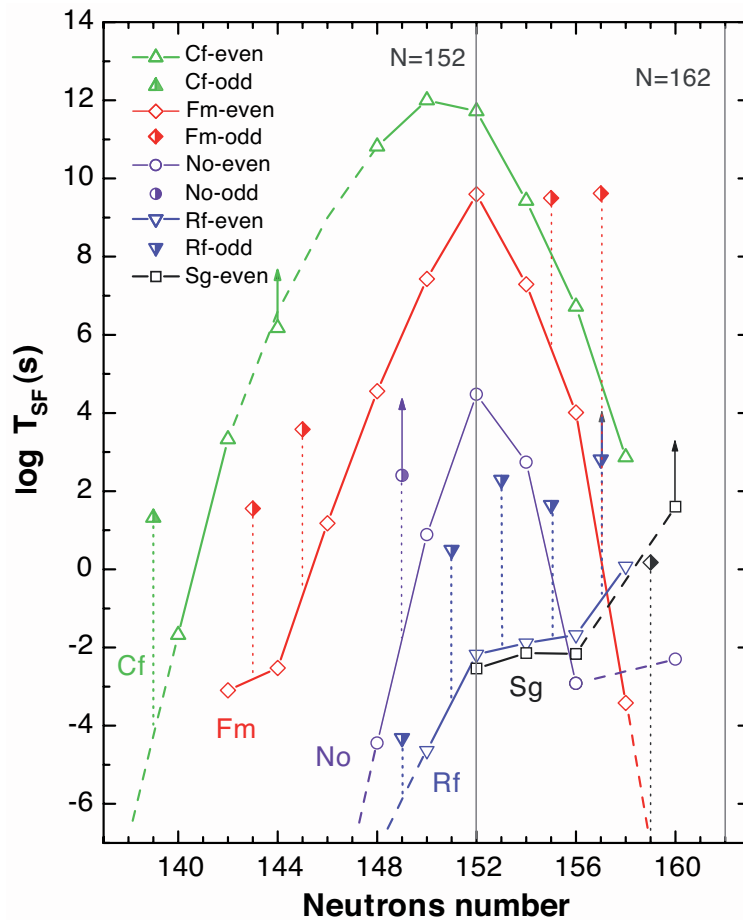 14
12
10
8
6
4
2
0
-2
-4
-6
log T_SF(s)
Cf-even
Cf-odd
Fm-even
Fm-odd
No-even
No-odd
Rf-even
Rf-odd
Sg-even
N=152
N=162
Cf
Fm
No
Rf
Sg
140 144 148 152 156 160
Neutrons number